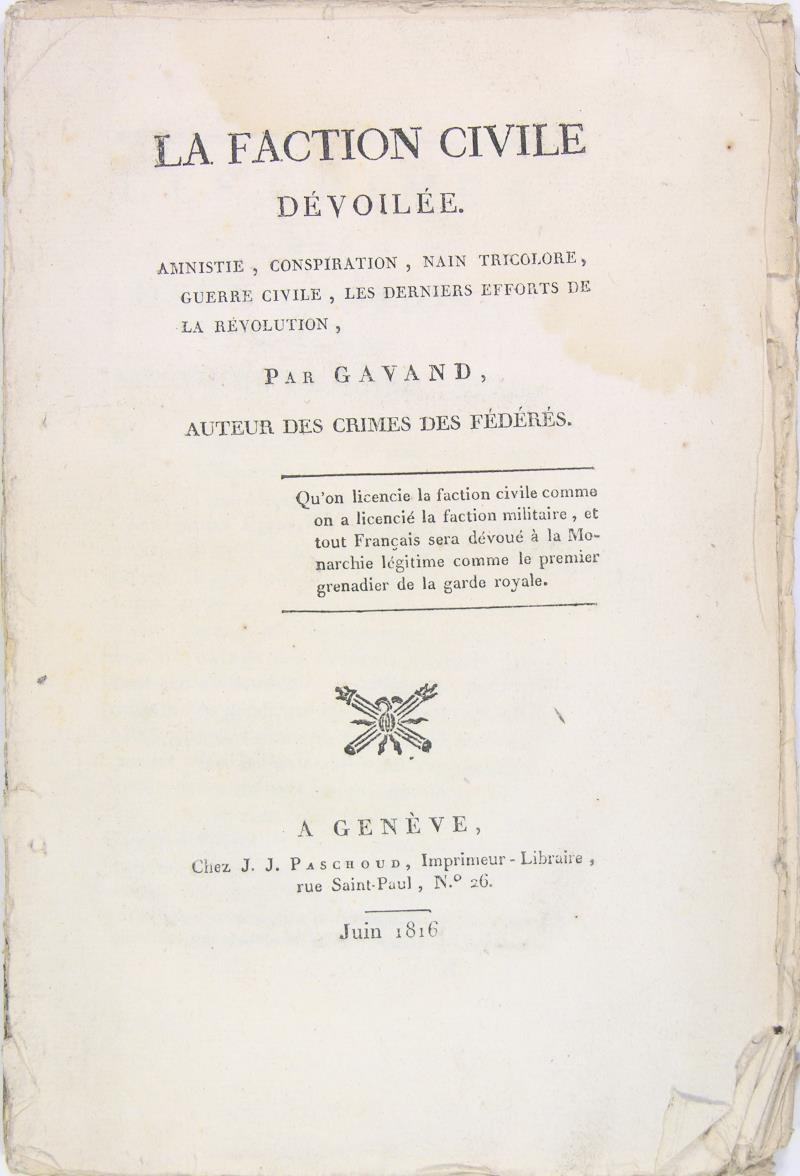 LA FACTION CIVILE
DÉVOILÉE.
AMNISTIE , CONSPIRATION , NAIN TRICOLORE,
GUERRE CIVILE , LES DERNIERS EFFORTS DE
LA RÉVOLUTION ,
PAR GAVAND,
AUTEUR DES CRIMES DES FÉDÉRÉS.
Qu'on licencie la faction civile comme
on a licencié la faction militaire , et
tout Français sera dévoué à la Mo-
narchie légitime comme le premier
grenadier de la garde royale.
A GENÈVE,
Chez J. J. PASCHOUD, Imprimeur-Libraire ,
rue Saint-Paul , N.º 26.
Juin 1816